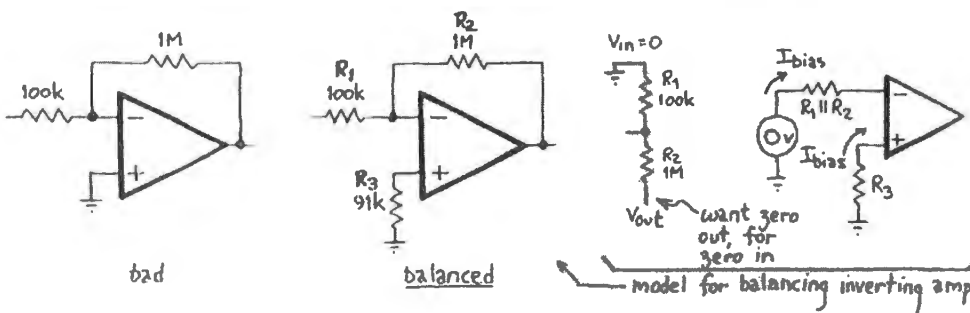 1M
100k
−
+
bad
R2
1M
R1
100k
−
+
R3
91k
balanced
Vin=0
R1
100k
R2
1M
Vout
want zero
out, for
zero in
Ibias
R1 || R2
0v
Ibias
−
+
R3
model for balancing inverting amp